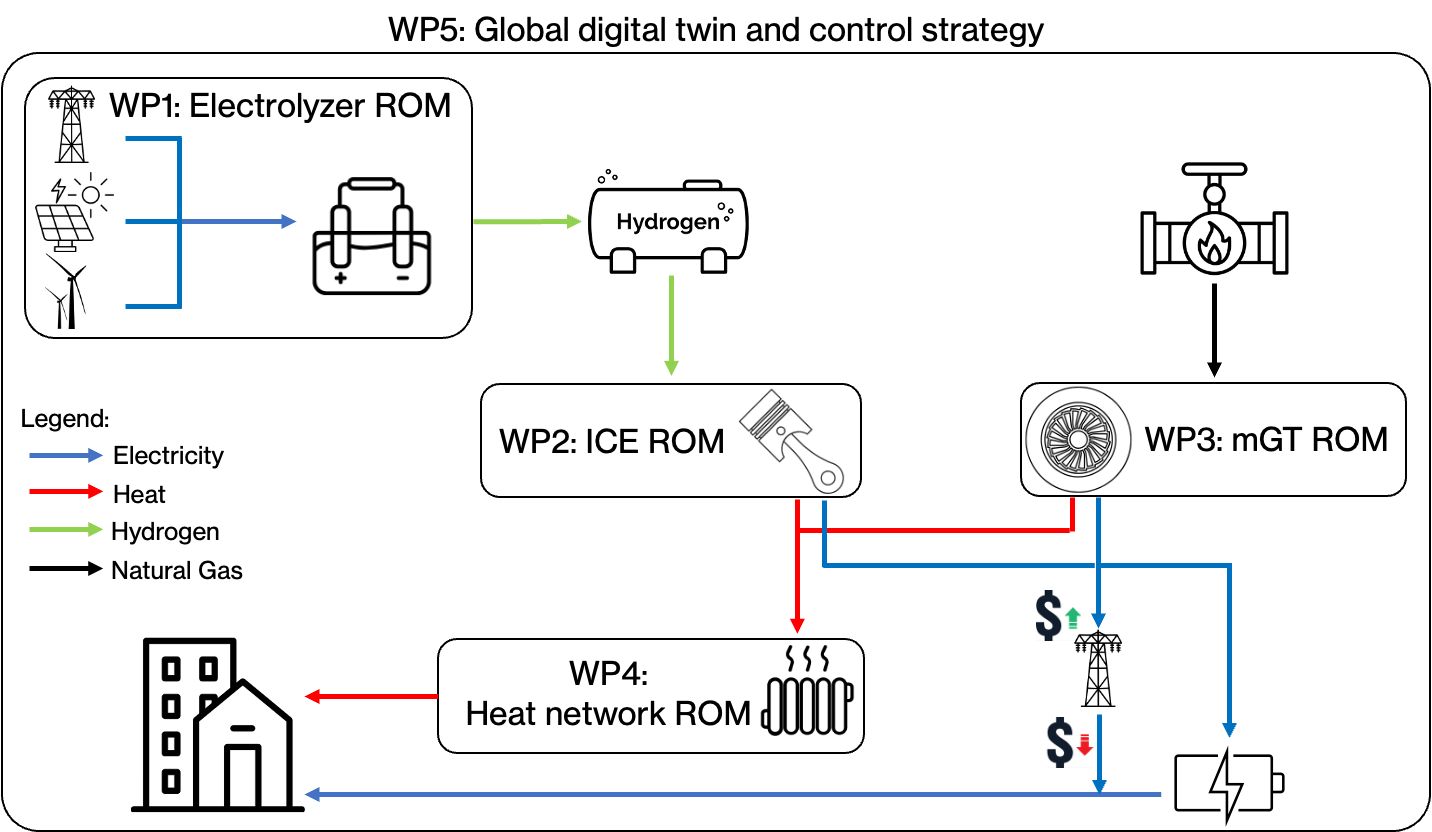 WP5: Global digital twin and control strategy
WP1: Electrolyzer ROM
Hydrogen
+ −
WP2: ICE ROM
WP3: mGT ROM
Legend:
Electricity
Heat
Hydrogen
Natural Gas
$
WP4:
Heat network ROM
$